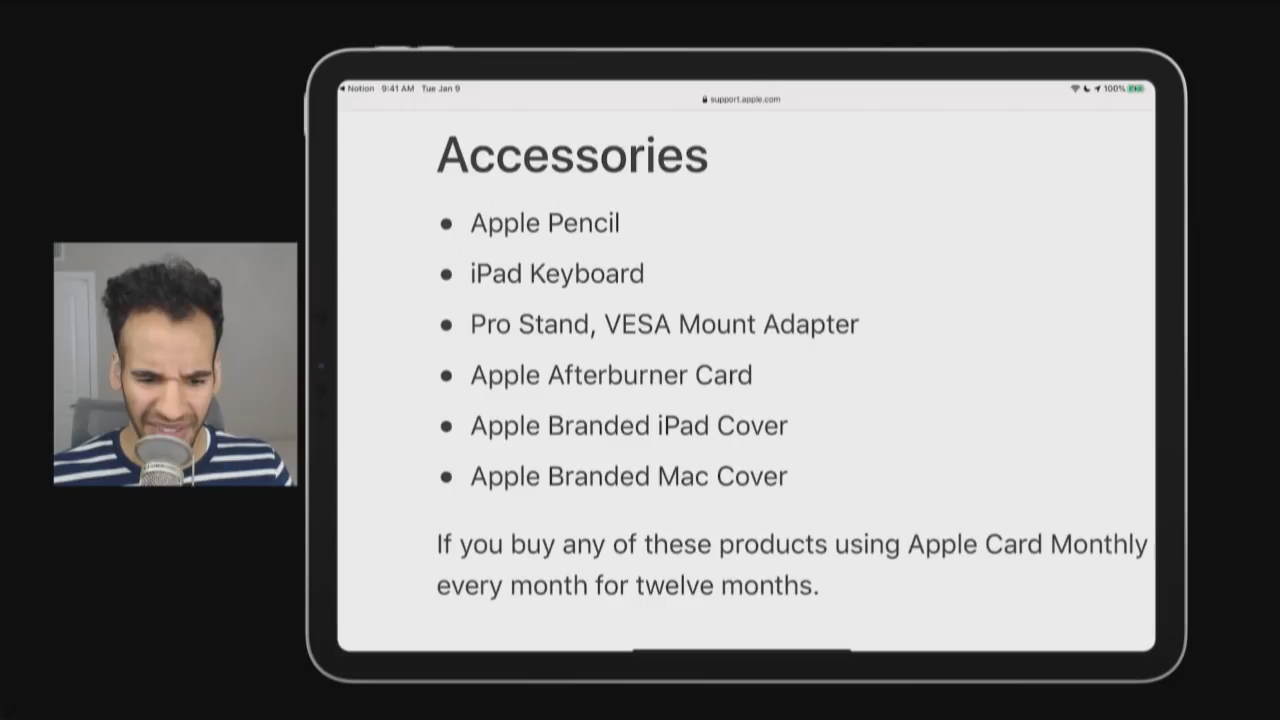 Notion 9:41 AM Tue Jan 9
100%
support.apple.com
Accessories
Apple Pencil
iPad Keyboard
Pro Stand, VESA Mount Adapter
Apple Afterburner Card
Apple Branded iPad Cover
Apple Branded Mac Cover
If you buy any of these products using Apple Card Monthly
every month for twelve months.